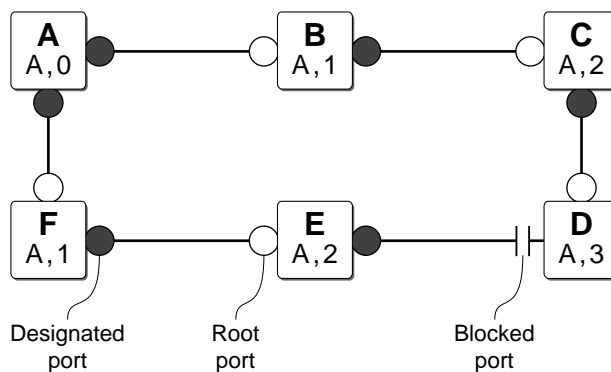 A
A,0
B
A,1
C
A,2
F
A,1
E
A,2
D
A,3
Designated
port
Root
port
Blocked
port